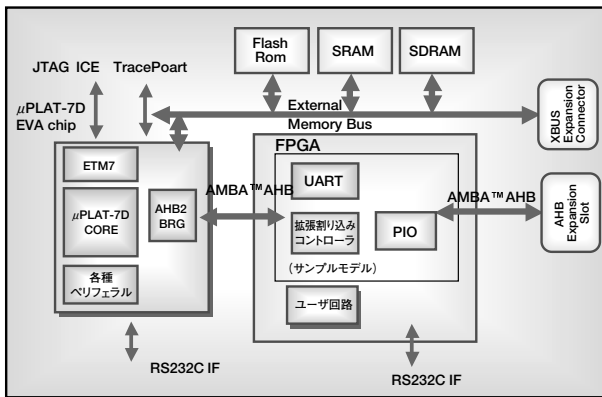 Flash
Rom
SRAM
SDRAM
JTAG ICE
TracePoart
μPLAT-7D
EVA chip
External
Memory Bus
XBUS
Expansion
Connector
FPGA
ETM7
UART
AMBA™AHB
AMBA™AHB
μPLAT-7D
CORE
AHB2
BRG
拡張割り込み
コントローラ
PIO
AHB
Expansion
Slot
(サンプルモデル)
各種
ペリフェラル
ユーザ回路
RS232C IF
RS232C IF